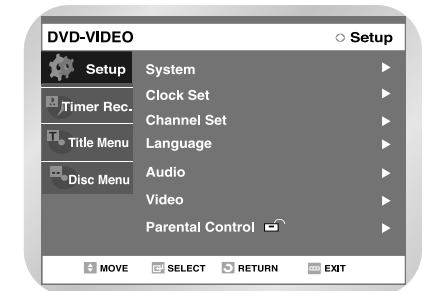 DVD-VIDEO Setup
Setup
System
Clock Set
Timer Rec.
Channel Set
Title Menu
Language
Disc Menu
Audio
Video
Parental Control
MOVE SELECT RETURN EXIT